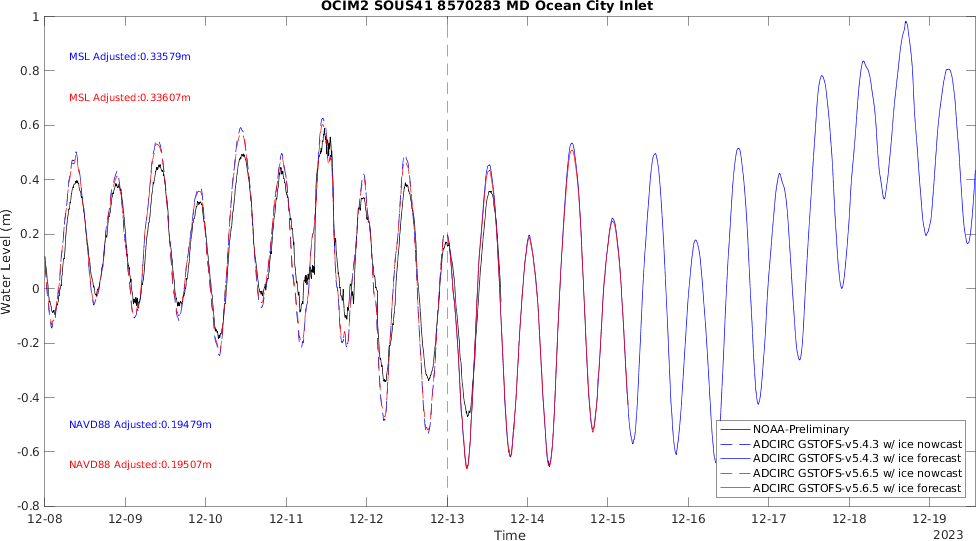 OCIM2 SOUS41 8570283 MD Ocean City Inlet
MSL Adjusted:0.33579m
MSL Adjusted:0.33607m
NAVD88 Adjusted:0.19479m
NAVD88 Adjusted:0.19507m
Water Level (m)
1
0.8
0.6
0.4
0.2
0
-0.2
-0.4
-0.6
-0.8
NOAA-Preliminary
ADCIRC GSTOFS-v5.4.3 w/ ice nowcast
ADCIRC GSTOFS-v5.4.3 w/ ice forecast
ADCIRC GSTOFS-v5.6.5 w/ ice nowcast
ADCIRC GSTOFS-v5.6.5 w/ ice forecast
12-08 12-09 12-10 12-11 12-12 12-13 12-14 12-15 12-16 12-17 12-18 12-19
Time
2023